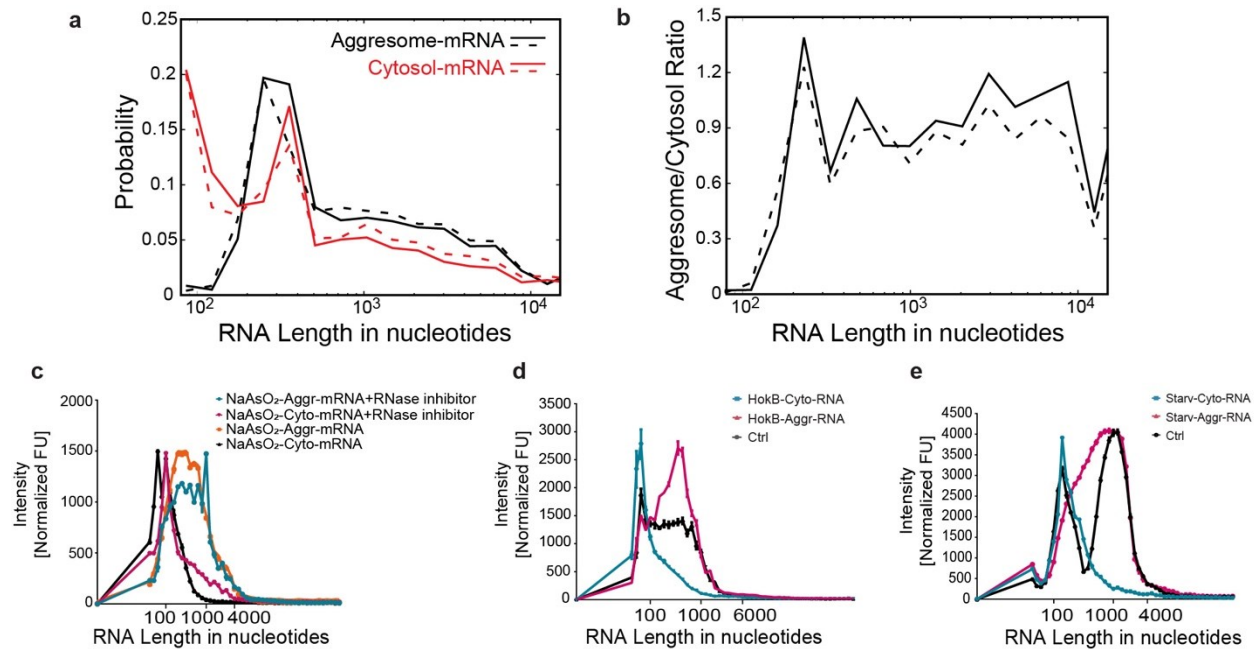 a
0.25
0.2
0.15
0.1
0.05
0
Probability
Aggresome-mRNA
Cytosol-mRNA
10²
10³
10⁴
RNA Length in nucleotides
b
1.5
1.2
0.9
0.6
0.3
0
Aggresome/Cytosol Ratio
10²
10³
10⁴
RNA Length in nucleotides
c
NaAsO₂-Aggr-mRNA+RNase inhibitor
NaAsO₂-Cyto-mRNA+RNase inhibitor
NaAsO₂-Aggr-mRNA
NaAsO₂-Cyto-mRNA
2000
1500
1000
500
0
Intensity
[Normalized FU]
100 1000 4000
RNA Length in nucleotides
d
HokB-Cyto-RNA
HokB-Aggr-RNA
Ctrl
3500
3000
2500
2000
1500
1000
500
0
Intensity
[Normalized FU]
100 1000 6000
RNA Length in nucleotides
e
Starv-Cyto-RNA
Starv-Aggr-RNA
Ctrl
4500
4000
3500
3000
2500
2000
1500
1000
500
0
Intensity
[Normalized FU]
100 1000 4000
RNA Length in nucleotides